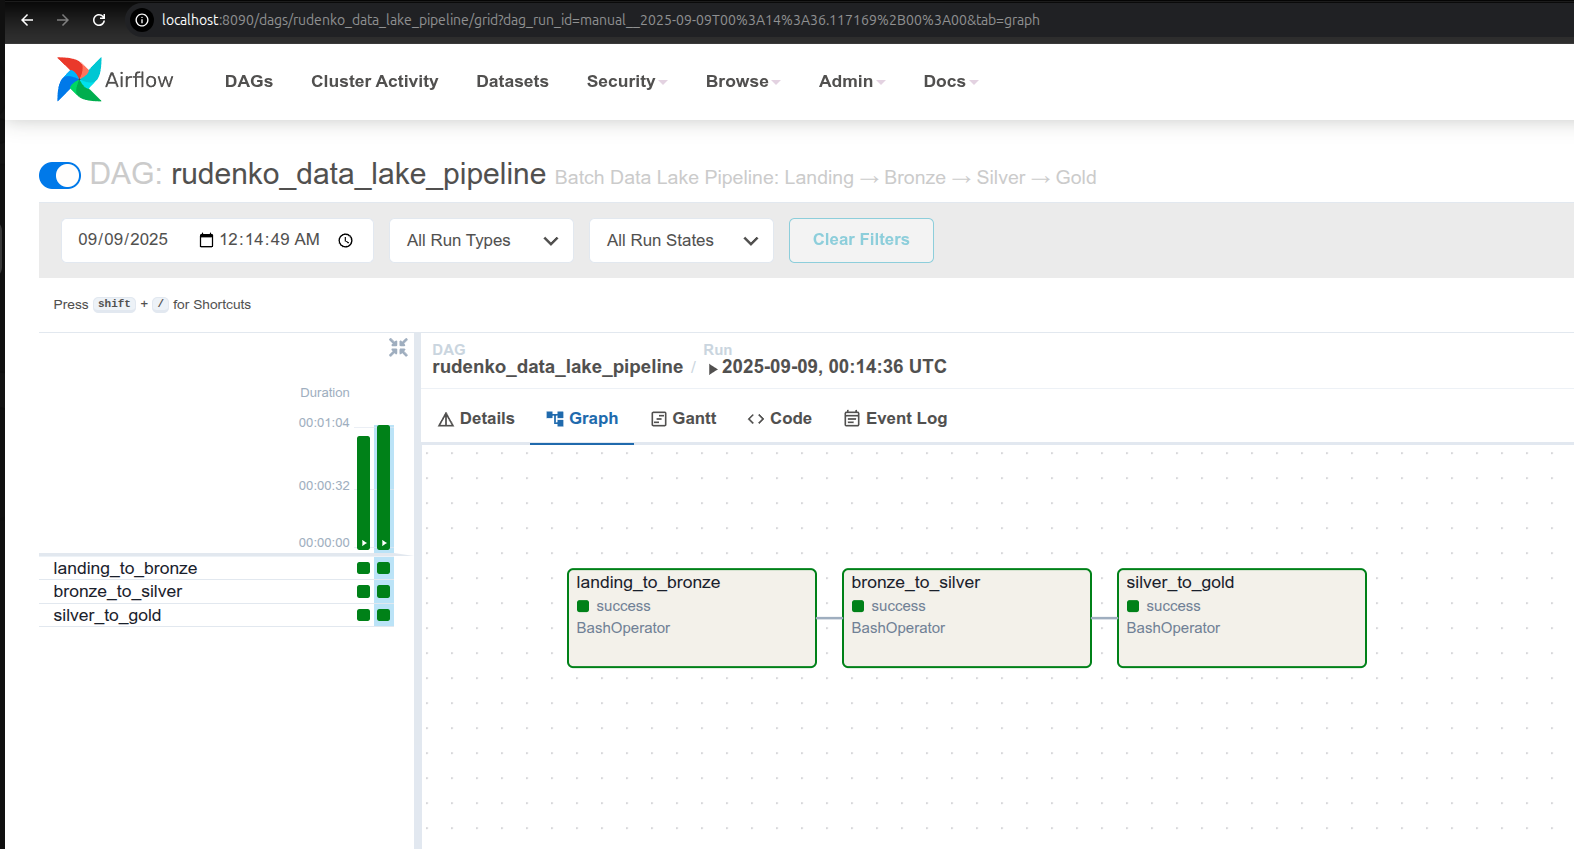 localhost:8090/dags/rudenko_data_lake_pipeline/grid?dag_run_id=manual__2025-09-09T00%3A14%3A36.117169%2B00%3A00&tab=graph
Airflow DAGs Cluster Activity Datasets Security Browse Admin Docs
DAG: rudenko_data_lake_pipeline Batch Data Lake Pipeline: Landing → Bronze → Silver → Gold
09/09/2025 12:14:49 AM All Run Types All Run States Clear Filters
Press shift + / for Shortcuts
DAG Run
rudenko_data_lake_pipeline / 2025-09-09, 00:14:36 UTC
Duration
00:01:04
00:00:32
00:00:00
landing_to_bronze
bronze_to_silver
silver_to_gold
Details Graph Gantt Code Event Log
landing_to_bronze
success
BashOperator
bronze_to_silver
success
BashOperator
silver_to_gold
success
BashOperator